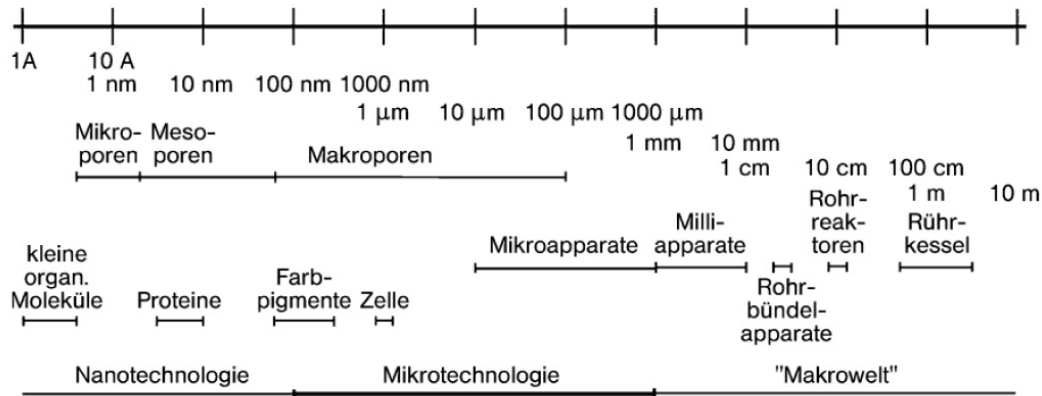 1A 10 A
1 nm 10 nm 100 nm 1000 nm
1 µm 10 µm 100 µm 1000 µm
1 mm 10 mm
1 cm 10 cm 100 cm
1 m 10 m
Mikro-
poren
Meso-
poren
Makroporen
Mikroapparate
Milli-
apparate
Rohr-
reak-
toren
Rühr-
kessel
Rohr-
bündel-
apparate
kleine
organ.
Moleküle
Proteine
Farb-
pigmente
Zelle
Nanotechnologie
Mikrotechnologie
"Makrowelt"